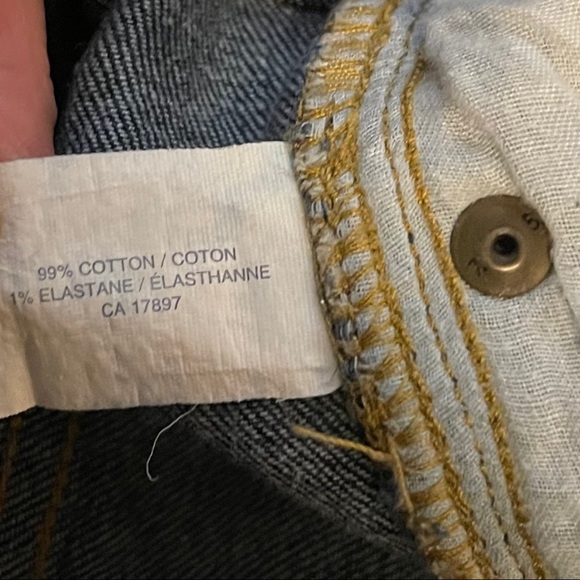 99% COTTON / COTON
1% ELASTANE / ÉLASTHANNE
CA 17897